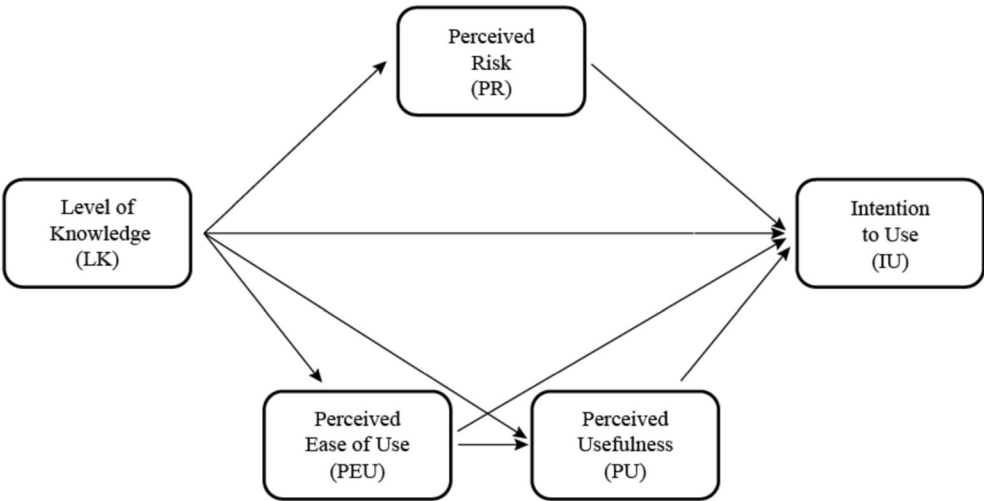 Perceived
Risk
(PR)
Level of
Knowledge
(LK)
Intention
to Use
(IU)
Perceived
Ease of Use
(PEU)
Perceived
Usefulness
(PU)